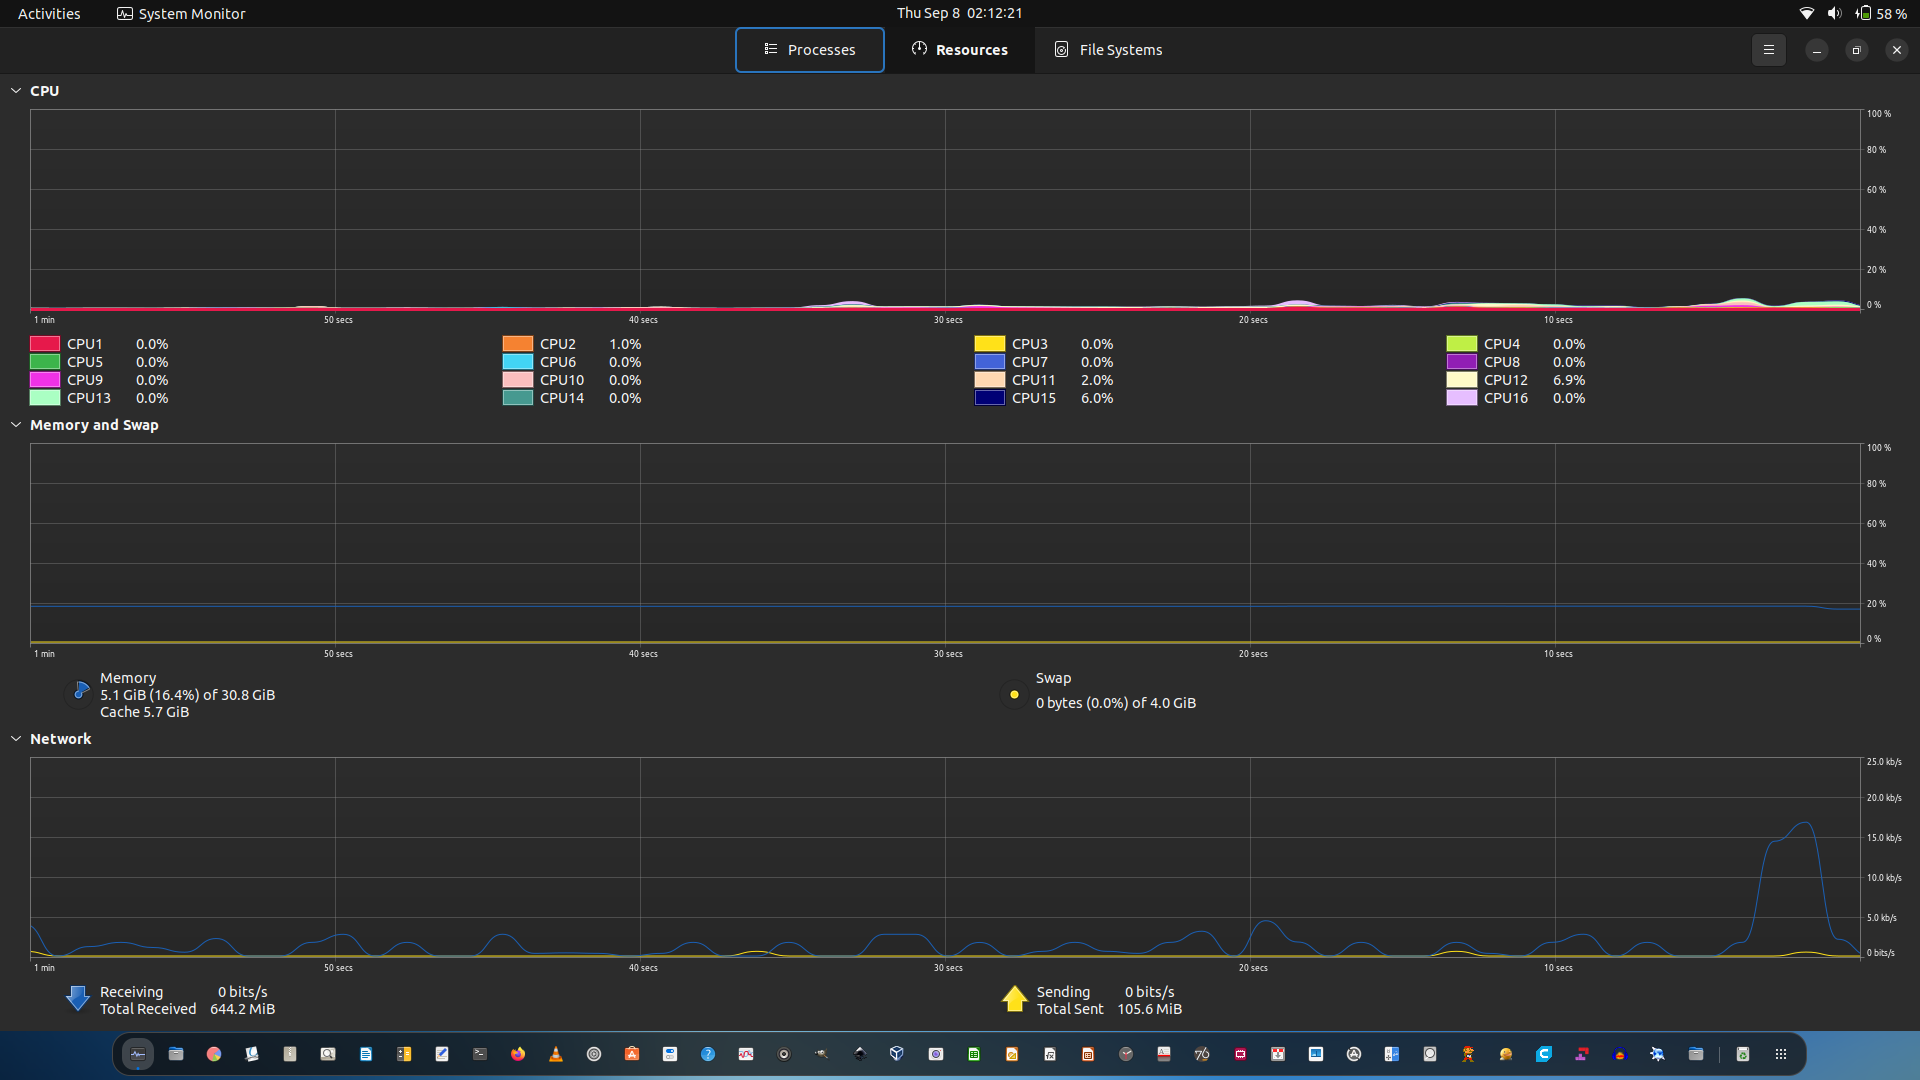 Activities System Monitor Thu Sep 8 02:12:21 58 %
Processes Resources File Systems
CPU
100 %
80 %
60 %
40 %
20 %
0 %
1 min 50 secs 40 secs 30 secs 20 secs 10 secs
CPU1 0.0% CPU2 1.0% CPU3 0.0% CPU4 0.0%
CPU5 0.0% CPU6 0.0% CPU7 0.0% CPU8 0.0%
CPU9 0.0% CPU10 0.0% CPU11 2.0% CPU12 6.9%
CPU13 0.0% CPU14 0.0% CPU15 6.0% CPU16 0.0%
Memory and Swap
100 %
80 %
60 %
40 %
20 %
0 %
1 min 50 secs 40 secs 30 secs 20 secs 10 secs
Memory
5.1 GiB (16.4%) of 30.8 GiB
Cache 5.7 GiB
Swap
0 bytes (0.0%) of 4.0 GiB
Network
25.0 kb/s
20.0 kb/s
15.0 kb/s
10.0 kb/s
5.0 kb/s
0 bits/s
1 min 50 secs 40 secs 30 secs 20 secs 10 secs
Receiving 0 bits/s
Total Received 644.2 MiB
Sending 0 bits/s
Total Sent 105.6 MiB
76